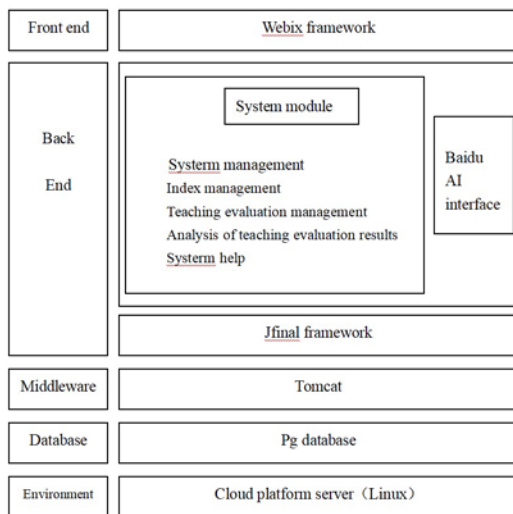 Front end
Webix framework
Back
End
System module
Systerm management
Index management
Teaching evaluation management
Analysis of teaching evaluation results
Systerm help
Baidu
AI
interface
Jfinal framework
Middleware
Tomcat
Database
Pg database
Environment
Cloud platform server（Linux）